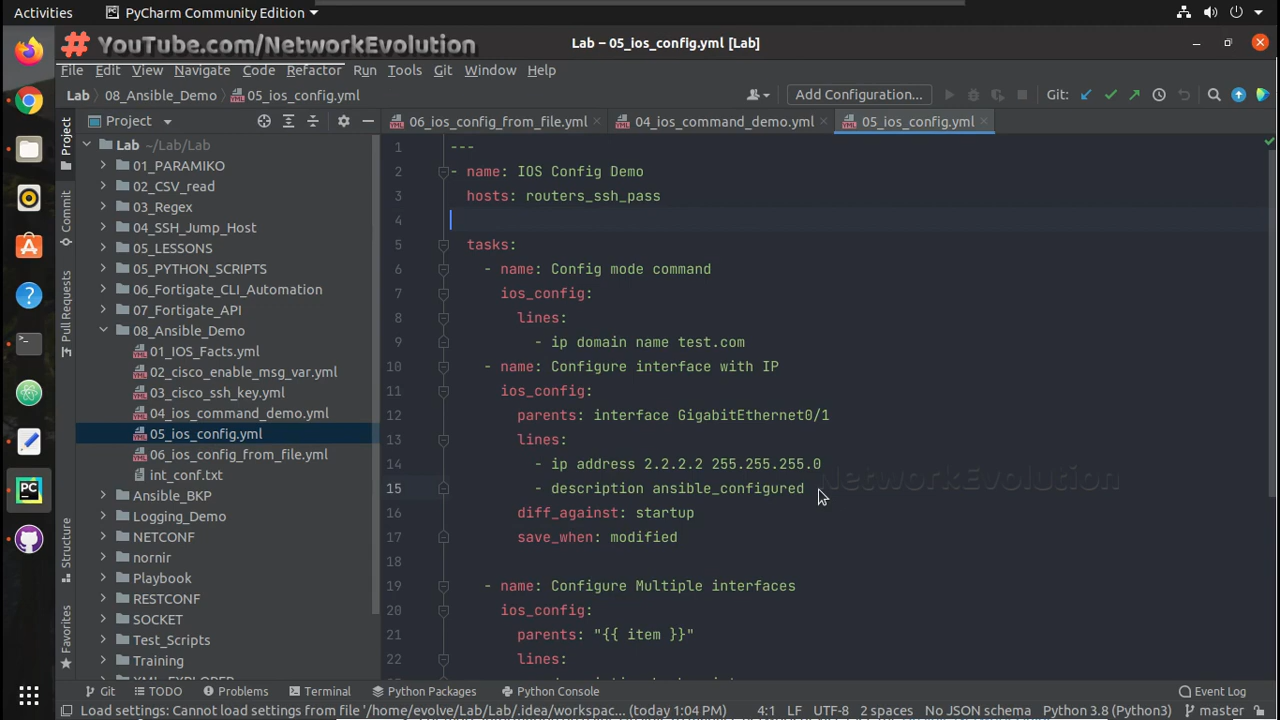 Activities PyCharm Community Edition
YouTube.com/NetworkEvolution
Lab – 05_ios_config.yml [Lab]
File Edit View Navigate Code Refactor Run Tools Git Window Help
Lab 08_Ansible_Demo 05_ios_config.yml Add Configuration... Git:
Project 06_ios_config_from_file.yml 04_ios_command_demo.yml 05_ios_config.yml
Project
Commit
Pull Requests
Structure
Favorites
Lab ~/Lab/Lab
01_PARAMIKO
02_CSV_read
03_Regex
04_SSH_Jump_Host
05_LESSONS
05_PYTHON_SCRIPTS
06_Fortigate_CLI_Automation
07_Fortigate_API
08_Ansible_Demo
01_IOS_Facts.yml
02_cisco_enable_msg_var.yml
03_cisco_ssh_key.yml
04_ios_command_demo.yml
05_ios_config.yml
06_ios_config_from_file.yml
int_conf.txt
Ansible_BKP
Logging_Demo
NETCONF
nornir
Playbook
RESTCONF
SOCKET
Test_Scripts
Training
1 ---
2 - name: IOS Config Demo
3 hosts: routers_ssh_pass
4
5 tasks:
6 - name: Config mode command
7 ios_config:
8 lines:
9 - ip domain name test.com
10 - name: Configure interface with IP
11 ios_config:
12 parents: interface GigabitEthernet0/1
13 lines:
14 - ip address 2.2.2.2 255.255.255.0
15 - description ansible_configured
16 diff_against: startup
17 save_when: modified
18
19 - name: Configure Multiple interfaces
20 ios_config:
21 parents: "{{ item }}"
22 lines:
NetworkEvolution
Git TODO Problems Terminal Python Packages Python Console Event Log
Load settings: Cannot load settings from file '/home/evolve/Lab/Lab/.idea/workspac... (today 1:04 PM) 4:1 LF UTF-8 2 spaces No JSON schema Python 3.8 (Python3) master